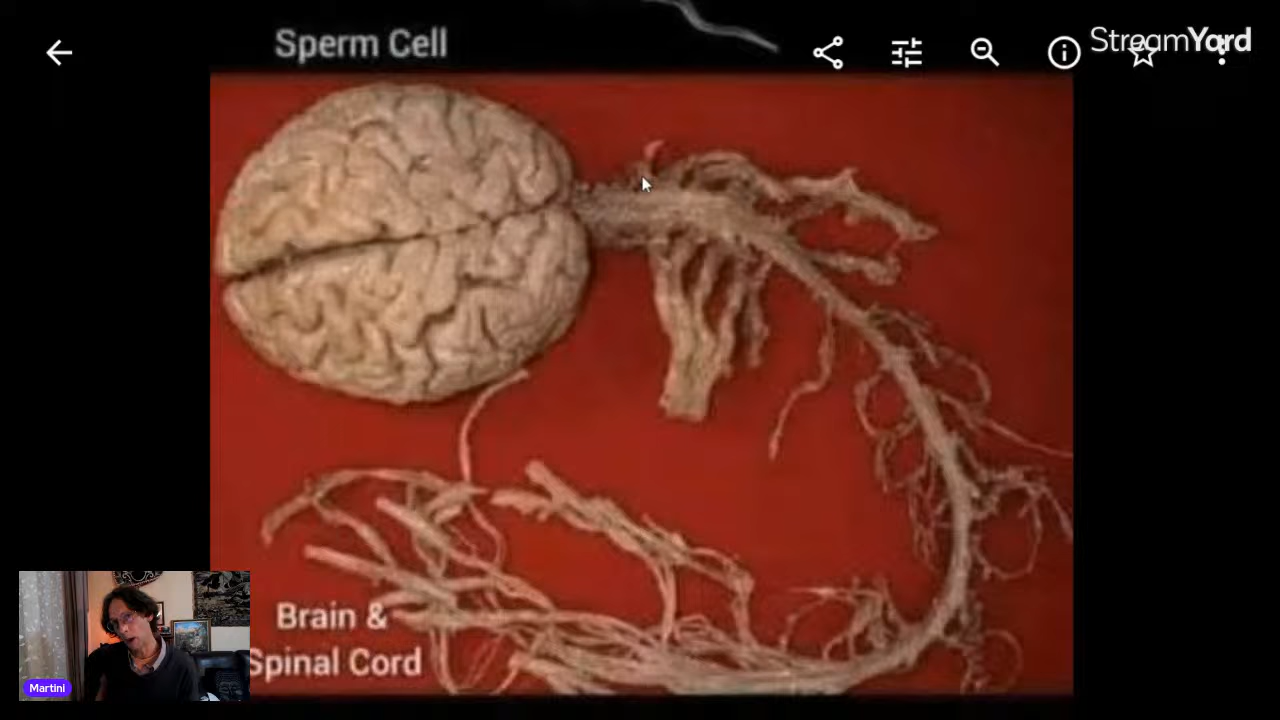 Sperm Cell
StreamYard
Brain &
Spinal Cord
Martini